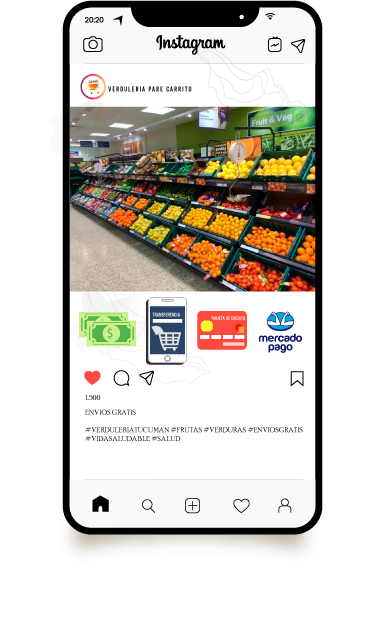 20:20
Instagram
VERDULERIA PARE CARRITO
Fruit & Veg
TRANSFERENCIA
TARJETA DE CREDITO
mercado
pago
1.500
ENVIOS GRATIS
#VERDULERIATUCUMAN #FRUTAS #VERDURAS #ENVIOSGRATIS
#VIDASALUDABLE #SALUD